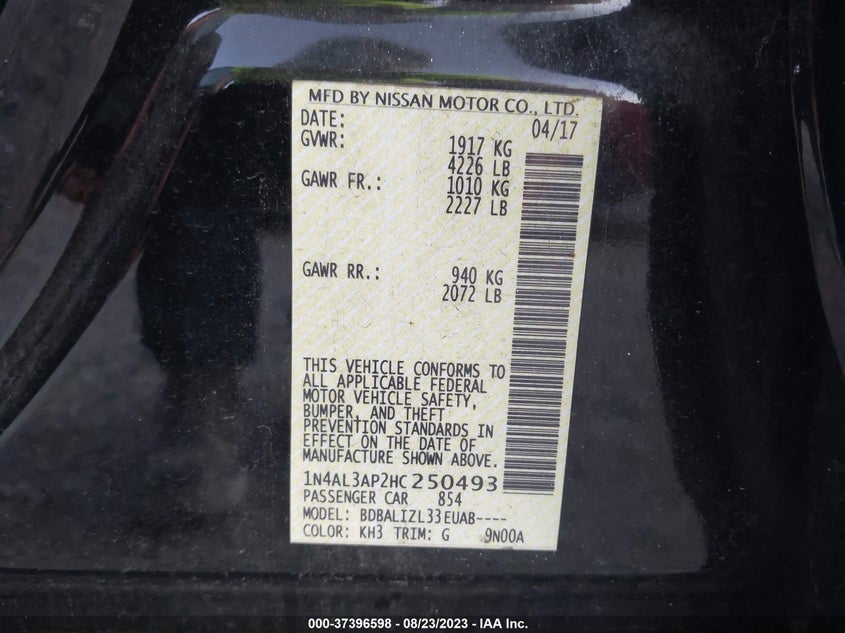 MFD BY NISSAN MOTOR CO., LTD.
DATE: 04/17
GVWR: 1917 KG
4226 LB
GAWR FR.: 1010 KG
2227 LB
GAWR RR.: 940 KG
2072 LB
THIS VEHICLE CONFORMS TO
ALL APPLICABLE FEDERAL
MOTOR VEHICLE SAFETY,
BUMPER, AND THEFT
PREVENTION STANDARDS IN
EFFECT ON THE DATE OF
MANUFACTURE SHOWN ABOVE.
1N4AL3AP2HC250493
PASSENGER CAR 854
MODEL: BDBALIZL33EUAB----
COLOR: KH3 TRIM: G 9N00A
000-37396598 - 08/23/2023 - IAA Inc.